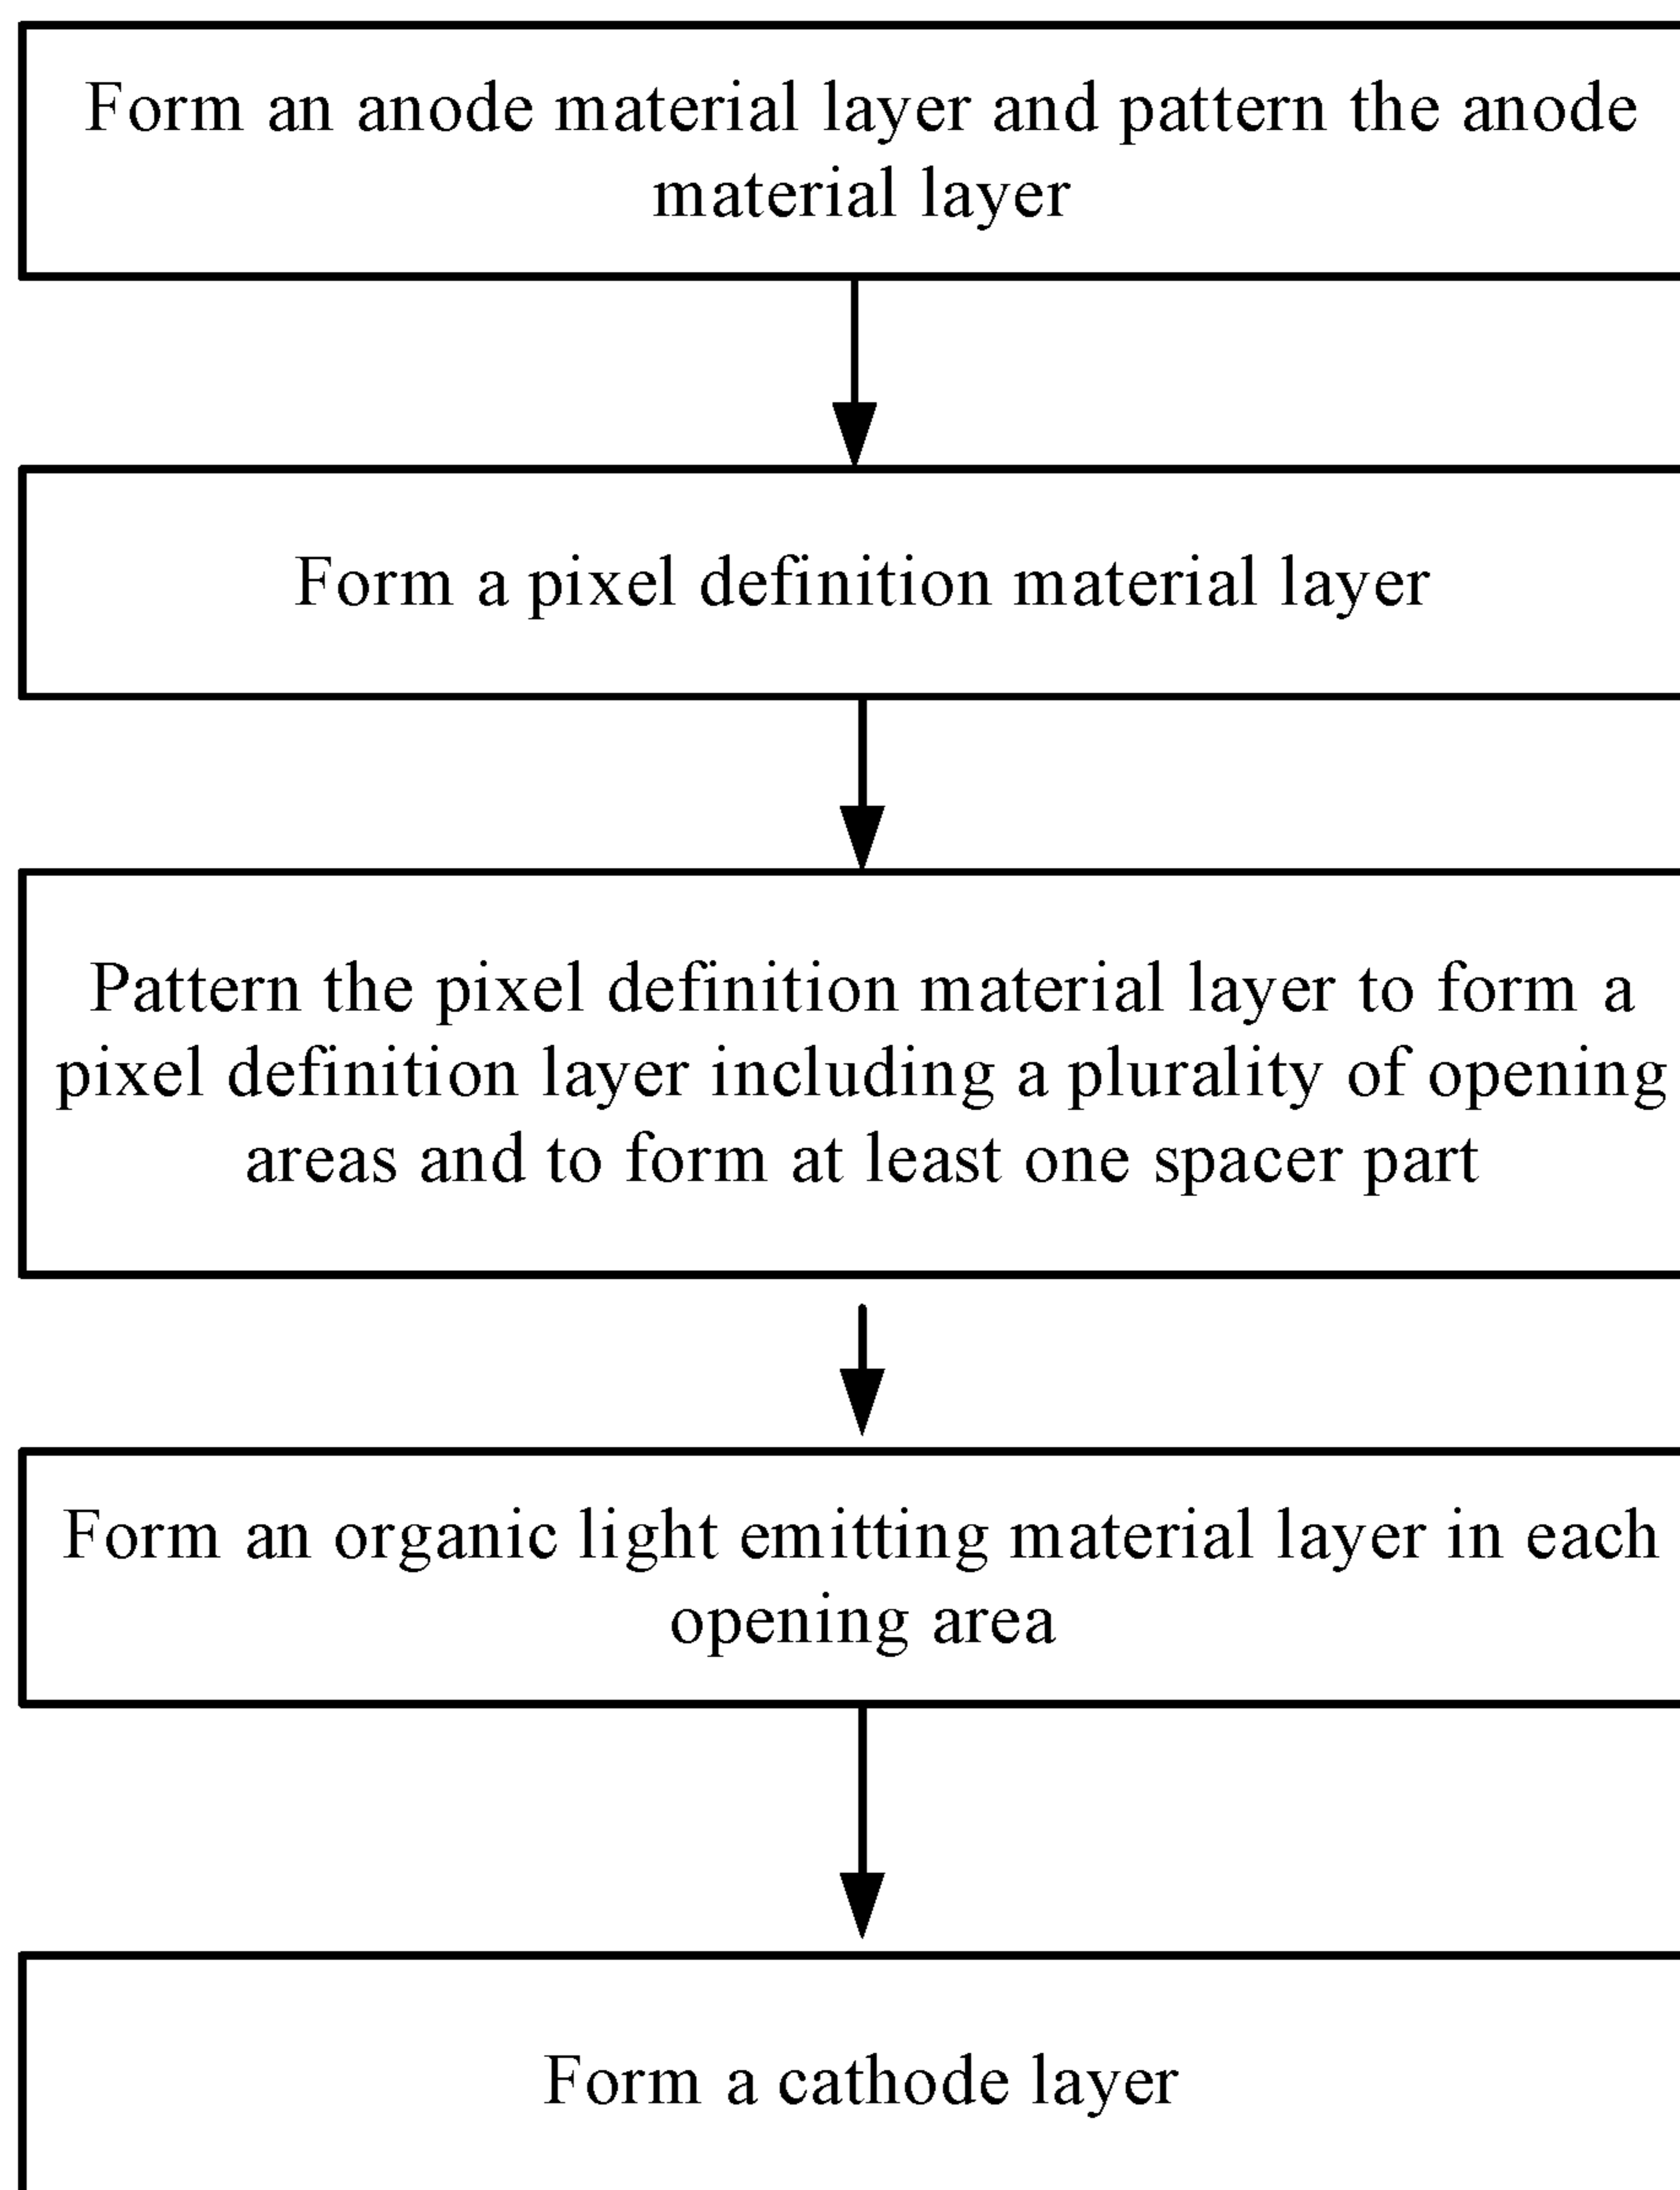 Form an anode material layer and pattern the anode
material layer
Form a pixel definition material layer
Pattern the pixel definition material layer to form a
pixel definition layer including a plurality of opening
areas and to form at least one spacer part
Form an organic light emitting material layer in each
opening area
Form a cathode layer